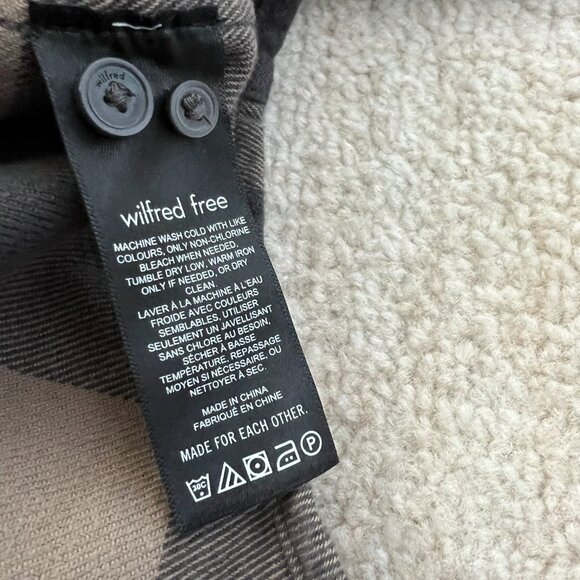 wilfred
wilfred free
MACHINE WASH COLD WITH LIKE
COLOURS, ONLY NON-CHLORINE
BLEACH WHEN NEEDED,
TUMBLE DRY LOW, WARM IRON
ONLY IF NEEDED, OR DRY
CLEAN.
LAVER À LA MACHINE À L'EAU
FROIDE AVEC COULEURS
SEMBLABLES, UTILISER
SEULEMENT UN JAVELLISANT
SANS CHLORE AU BESOIN,
SÉCHER À BASSE
TEMPÉRATURE, REPASSAGE
MOYEN SI NÉCESSAIRE, OU
NETTOYER À SEC.
MADE IN CHINA
FABRIQUÉ EN CHINE
MADE FOR EACH OTHER.
30C P